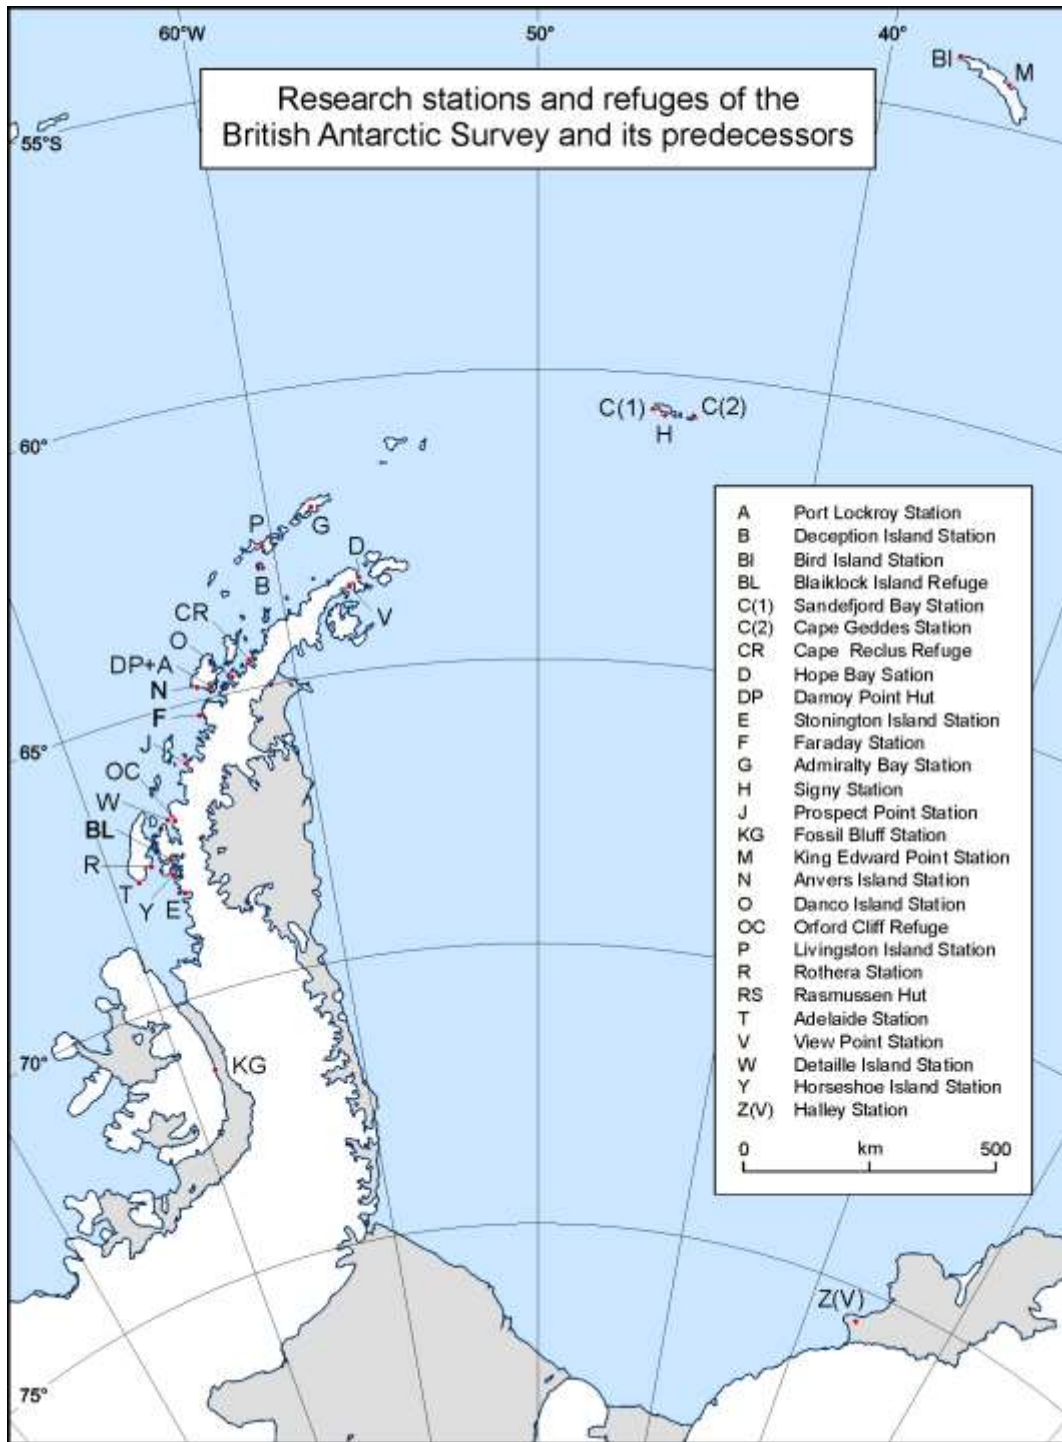 60°W
50°
40°
BI
M
Research stations and refuges of the
British Antarctic Survey and its predecessors
55°S
C(1)
C(2)
H
60°
P
G
D
B
V
CR
O
DP+A
N
F
J
65°
OC
W
BL
R
T
Y
E
KG
70°
Z(V)
75°
A Port Lockroy Station
B Deception Island Station
BI Bird Island Station
BL Blaiklock Island Refuge
C(1) Sandefjord Bay Station
C(2) Cape Geddes Station
CR Cape Reclus Refuge
D Hope Bay Sation
DP Damoy Point Hut
E Stonington Island Station
F Faraday Station
G Admiralty Bay Station
H Signy Station
J Prospect Point Station
KG Fossil Bluff Station
M King Edward Point Station
N Anvers Island Station
O Danco Island Station
OC Orford Cliff Refuge
P Livingston Island Station
R Rothera Station
RS Rasmussen Hut
T Adelaide Station
V View Point Station
W Detaille Island Station
Y Horseshoe Island Station
Z(V) Halley Station
0 km 500